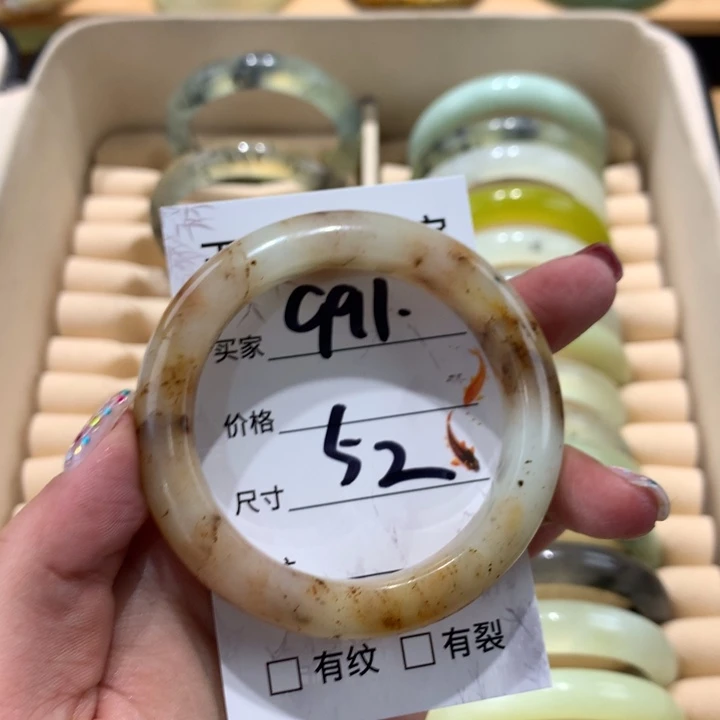 买家 991.
价格
尺寸 52
有纹 有裂